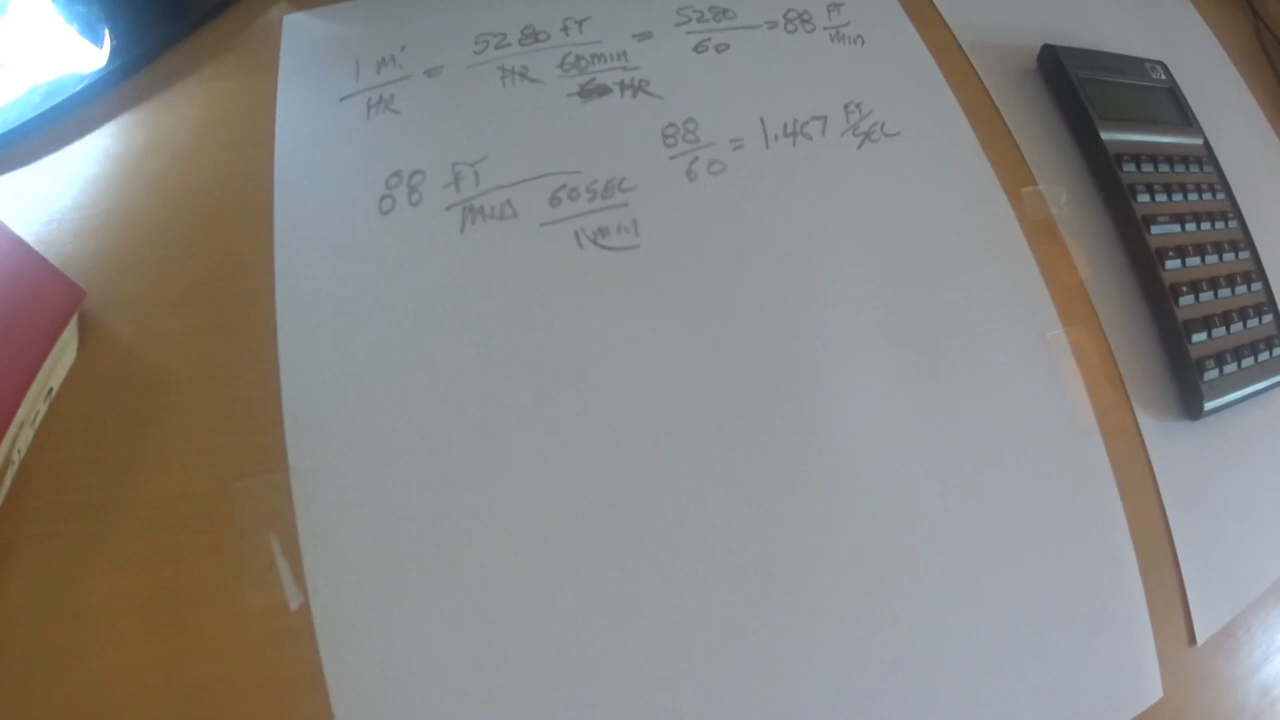 1 Mi/HR = 5280 FT/HR 60min/HR = 5280/60 = 88 FT/min
88 FT/min 60SEC/1min 88/60 = 1.467 FT/SEC
hp